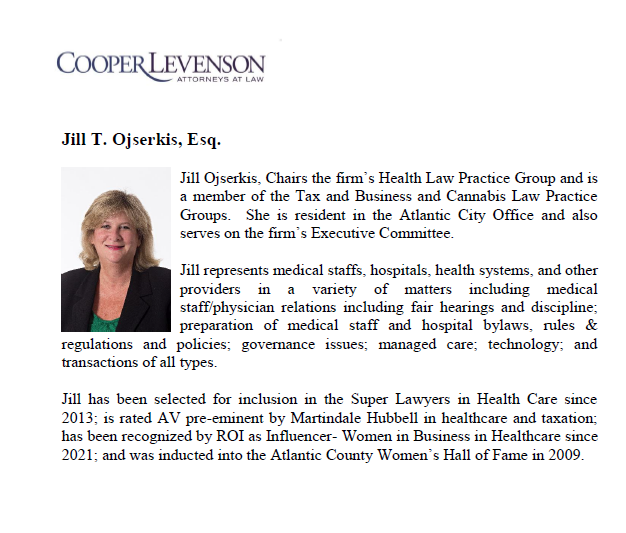 COOPER LEVENSON
ATTORNEYS AT LAW
Jill T. Ojserkis, Esq.
Jill Ojserkis, Chairs the firm’s Health Law Practice Group and is
a member of the Tax and Business and Cannabis Law Practice
Groups.  She is resident in the Atlantic City Office and also
serves on the firm’s Executive Committee.
Jill represents medical staffs, hospitals, health systems, and other
providers in a variety of matters including medical
staff/physician relations including fair hearings and discipline;
preparation of medical staff and hospital bylaws, rules &
regulations and policies; governance issues; managed care; technology; and
transactions of all types.
Jill has been selected for inclusion in the Super Lawyers in Health Care since
2013; is rated AV pre-eminent by Martindale Hubbell in healthcare and taxation;
has been recognized by ROI as Influencer- Women in Business in Healthcare since
2021; and was inducted into the Atlantic County Women’s Hall of Fame in 2009.